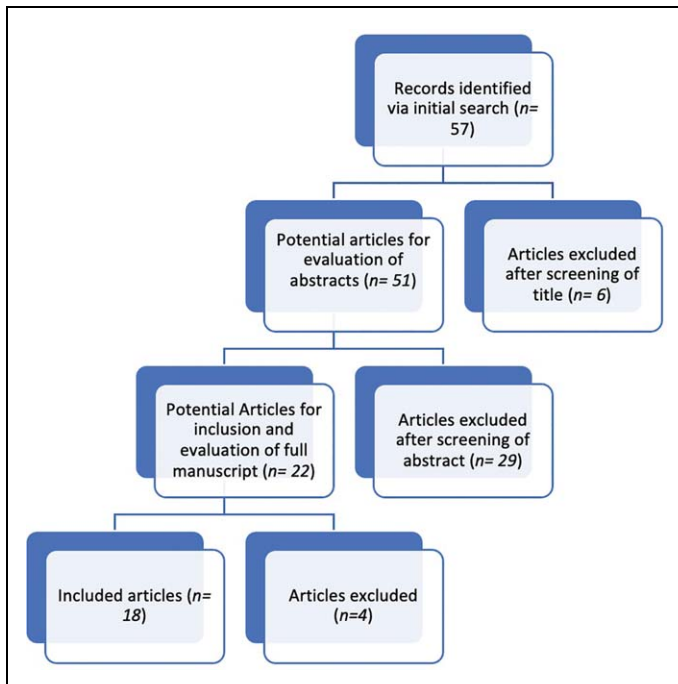 Records identified
via initial search (n=
57)
Potential articles for
evaluation of
abstracts (n= 51)
Articles excluded
after screening of
title (n= 6)
Potential Articles for
inclusion and
evaluation of full
manuscript (n= 22)
Articles excluded
after screening of
abstract (n= 29)
Included articles (n=
18)
Articles excluded
(n=4)